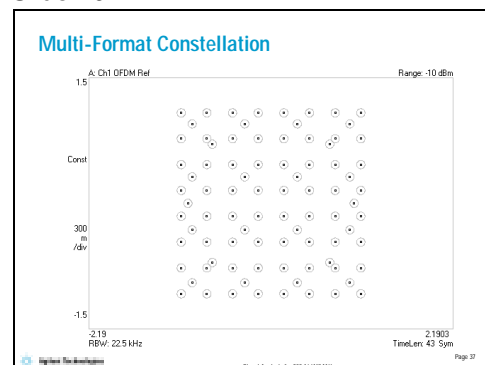 Multi-Format Constellation
A: Ch1 OFDM Ref
Range: -10 dBm
1.5
Const
300
m
/div
-1.5
-2.19
2.1903
RBW: 22.5 kHz
TimeLen: 43 Sym
Page 37